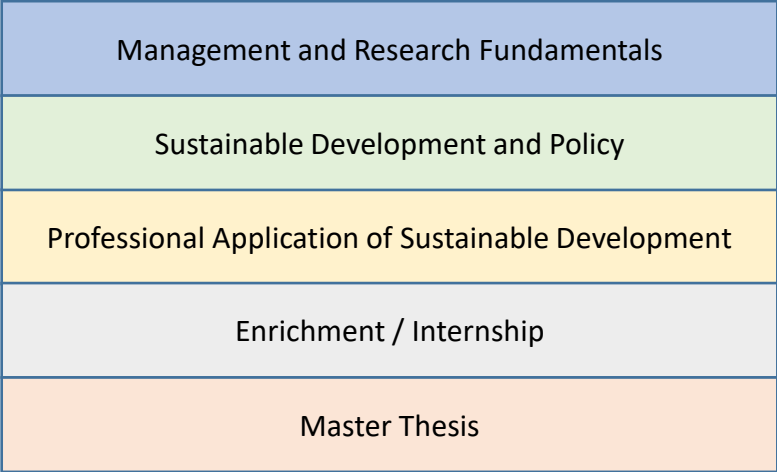 Management and Research Fundamentals
Sustainable Development and Policy
Professional Application of Sustainable Development
Enrichment / Internship
Master Thesis